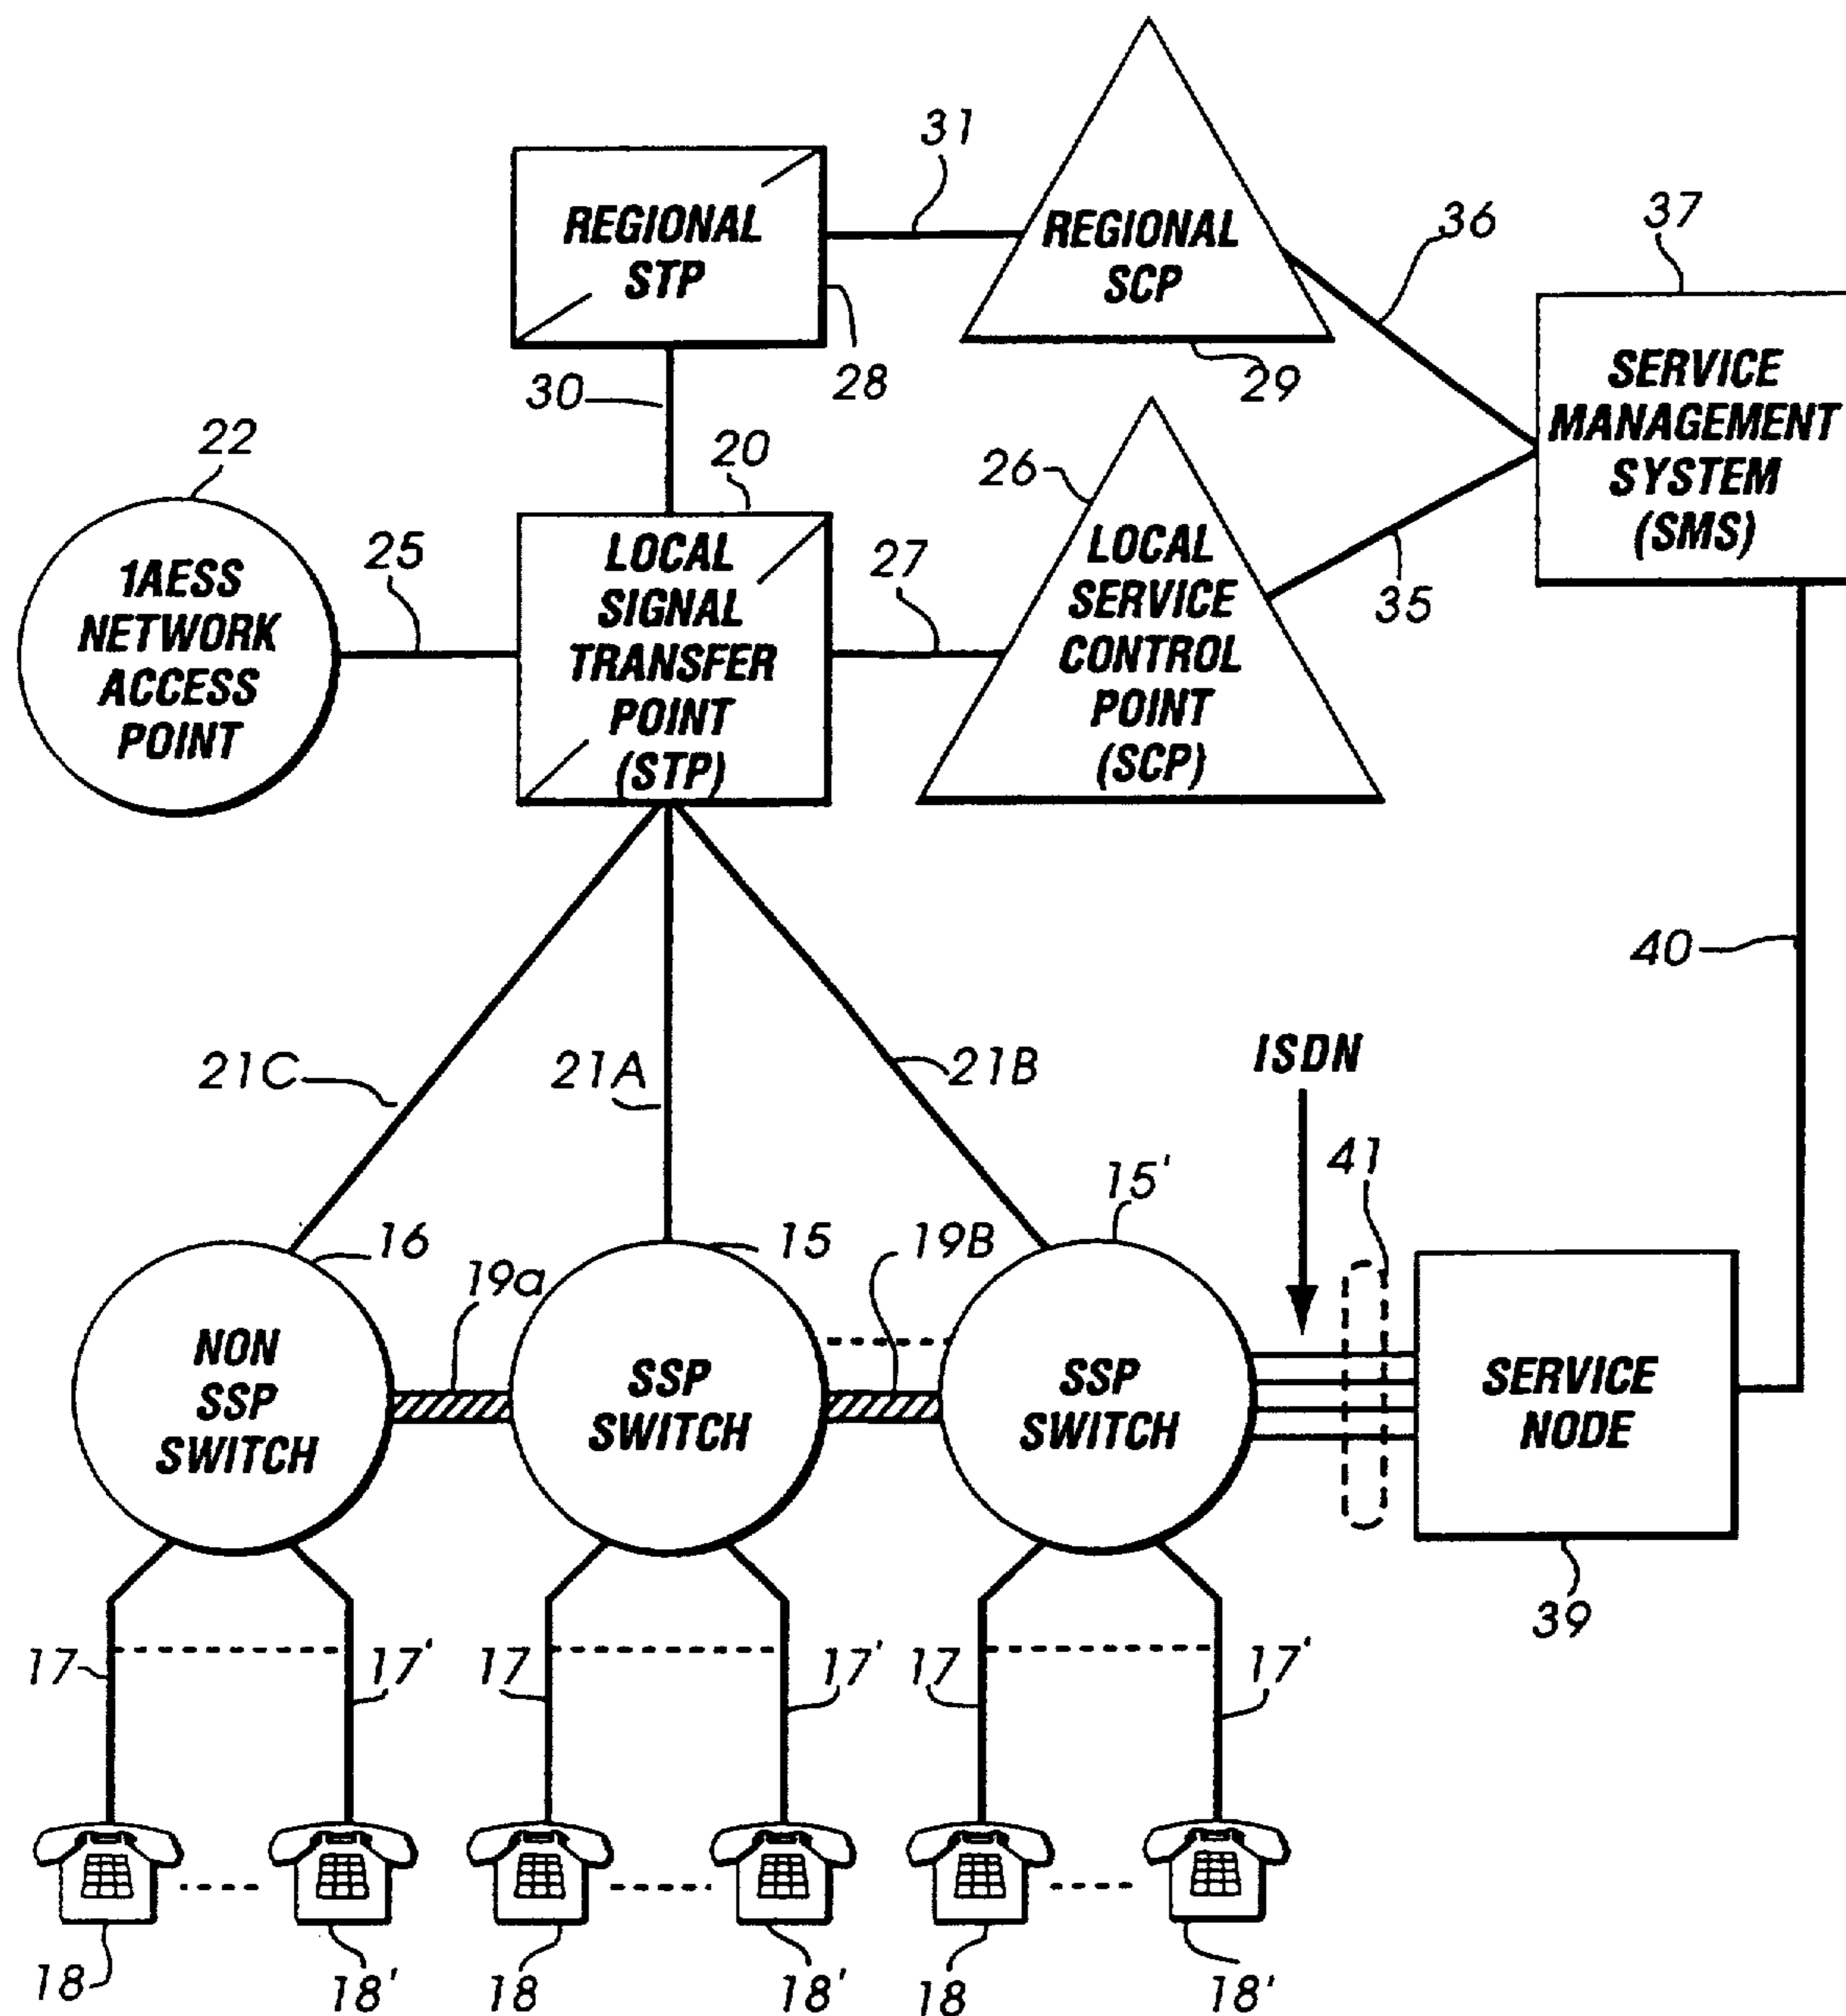 31
REGIONAL
STP
REGIONAL
SCP
36
37
28
29
30
SERVICE
MANAGEMENT
SYSTEM
(SMS)
22
20
26
1AESS
NETWORK
ACCESS
POINT
25
LOCAL
SIGNAL
TRANSFER
POINT
(STP)
27
LOCAL
SERVICE
CONTROL
POINT
(SCP)
35
40
21C
21A
21B
ISDN
41
16
19a
15
19B
15'
NON
SSP
SWITCH
SSP
SWITCH
SSP
SWITCH
SERVICE
NODE
39
17
17'
17
17'
17
17'
18
18'
18
18'
18
18'